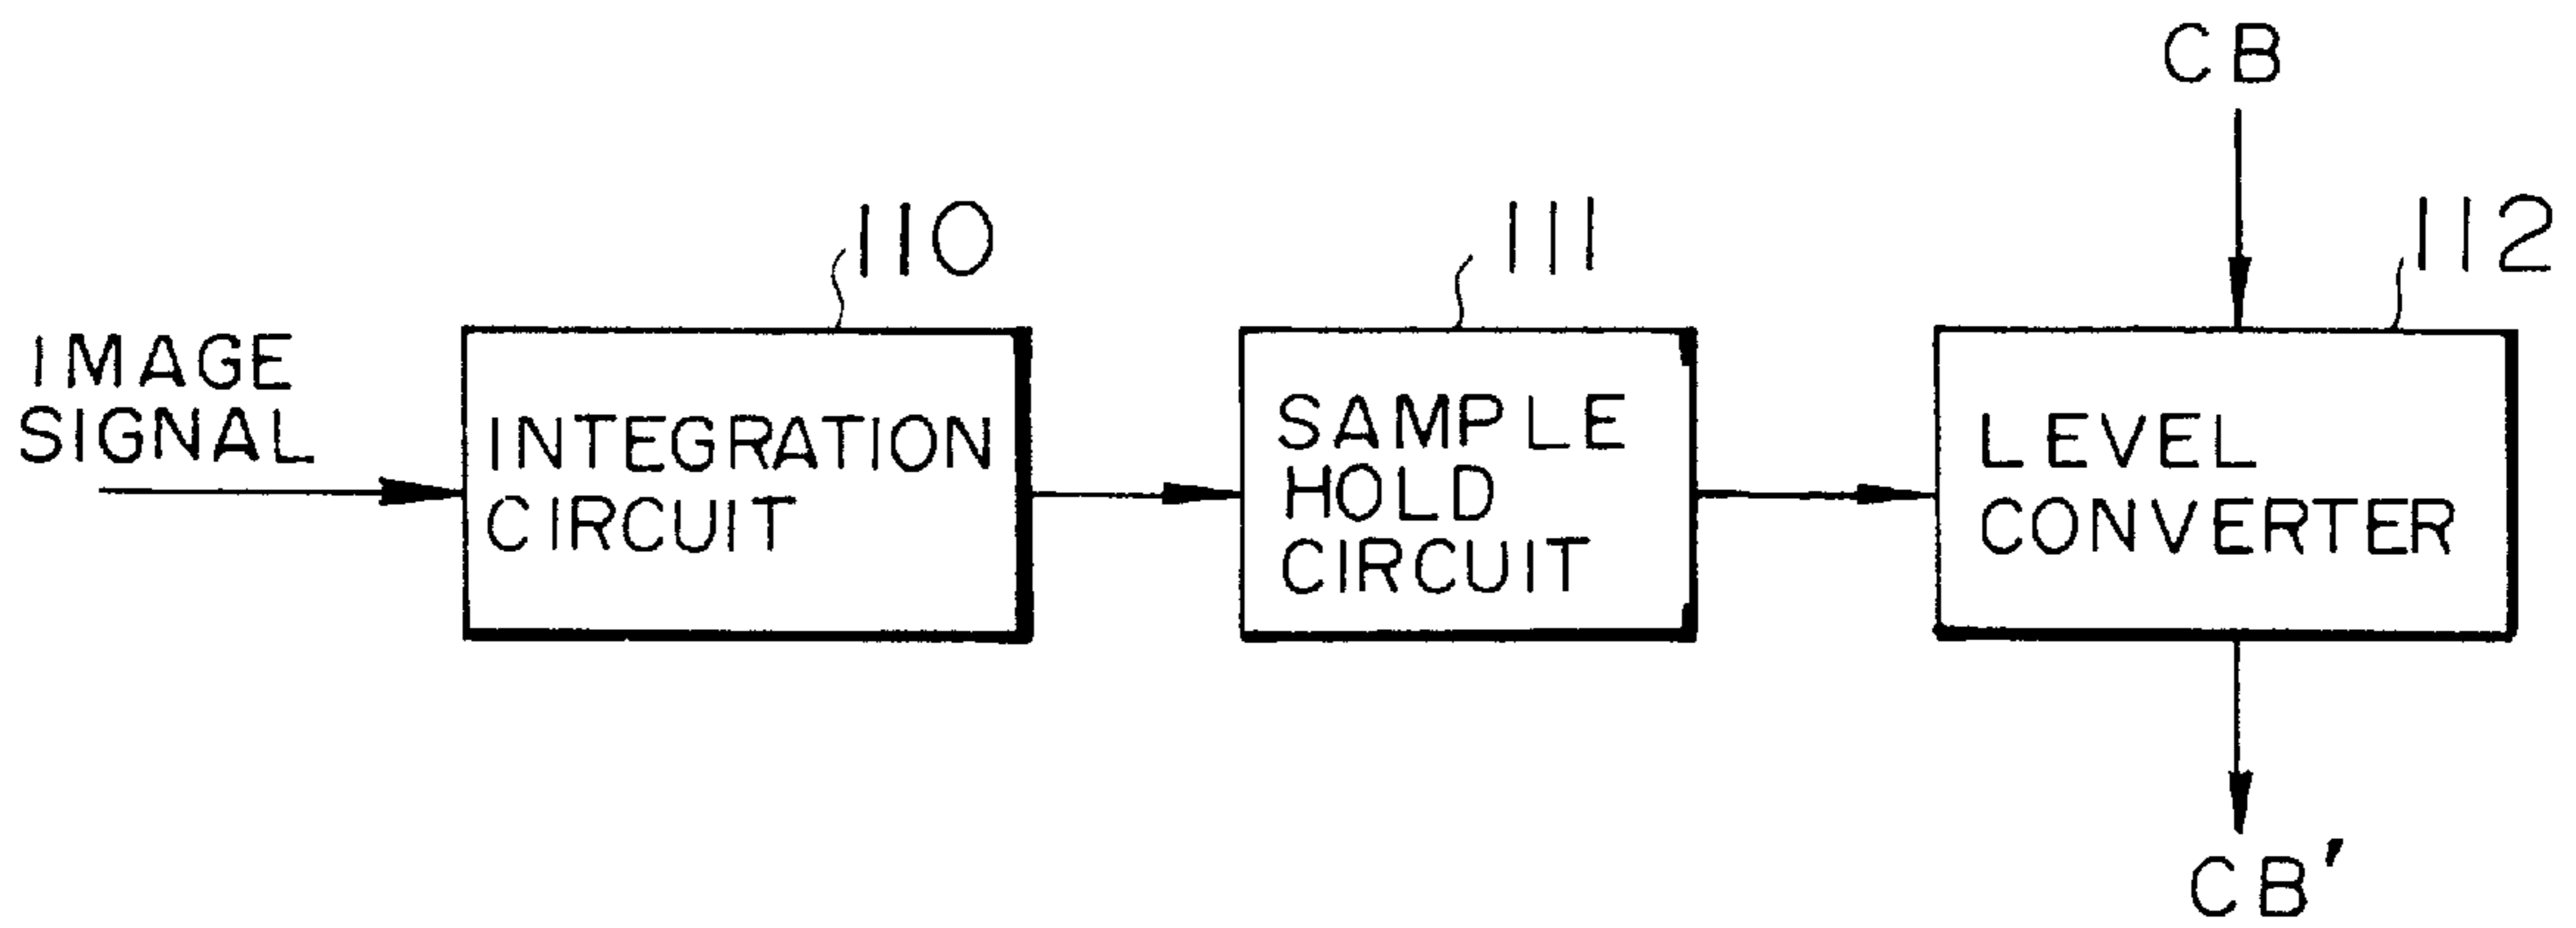 CB
110
111
112
IMAGE
SIGNAL
INTEGRATION
CIRCUIT
SAMPLE
HOLD
CIRCUIT
LEVEL
CONVERTER
CB'